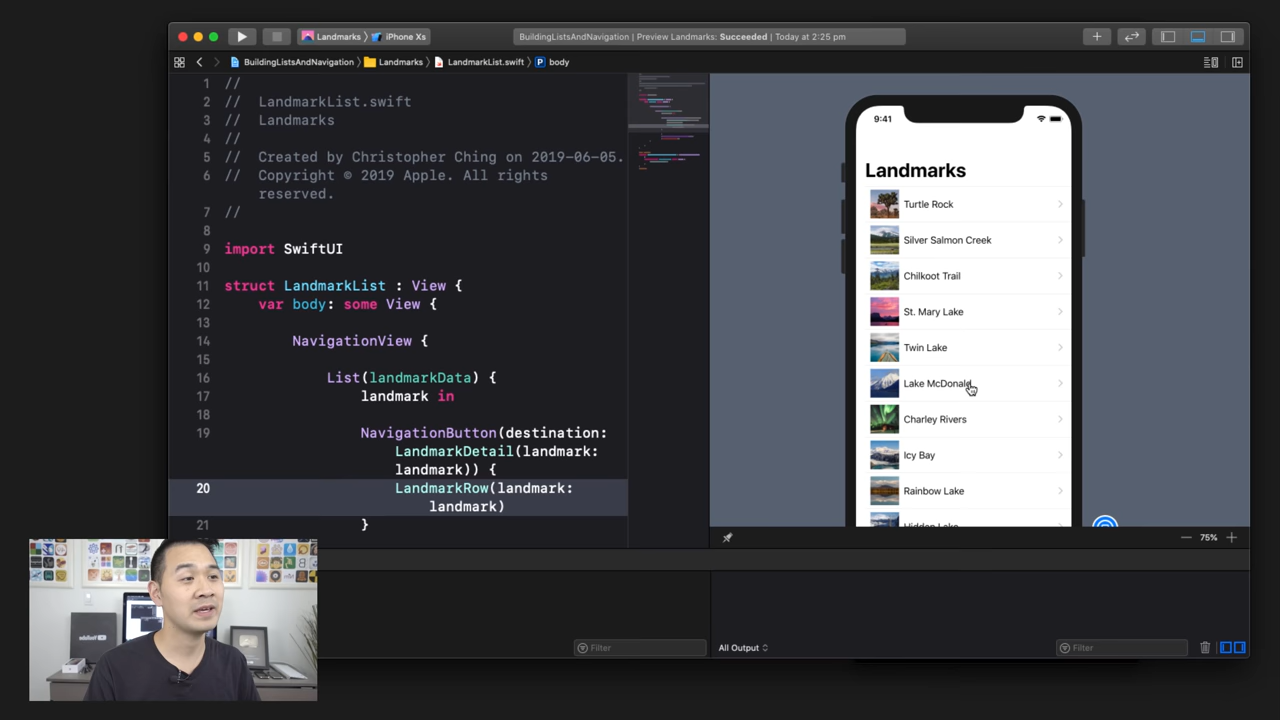 Landmarks
iPhone Xs
BuildingListsAndNavigation | Preview Landmarks: Succeeded | Today at 2:25 pm
BuildingListsAndNavigation
Landmarks
LandmarkList.swift
P
body
1 //
2 // LandmarkList.swift
3 // Landmarks
4 //
5 // Created by Christopher Ching on 2019-06-05.
6 // Copyright © 2019 Apple. All rights
reserved.
7 //
8
9 import SwiftUI
10
11 struct LandmarkList : View {
12 var body: some View {
13
14 NavigationView {
15
16 List(landmarkData) {
17 landmark in
18
19 NavigationButton(destination:
LandmarkDetail(landmark:
landmark)) {
20 LandmarkRow(landmark:
landmark)
21 }
9:41
Landmarks
Turtle Rock
Silver Salmon Creek
Chilkoot Trail
St. Mary Lake
Twin Lake
Lake McDonald
Charley Rivers
Icy Bay
Rainbow Lake
Hidden Lake
75%
Filter
All Output
Filter